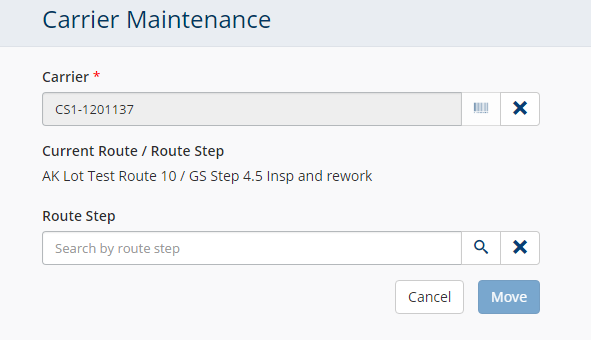 Carrier Maintenance
Carrier *
CS1-1201137
Current Route / Route Step
AK Lot Test Route 10 / GS Step 4.5 Insp and rework
Route Step
Search by route step
Cancel Move